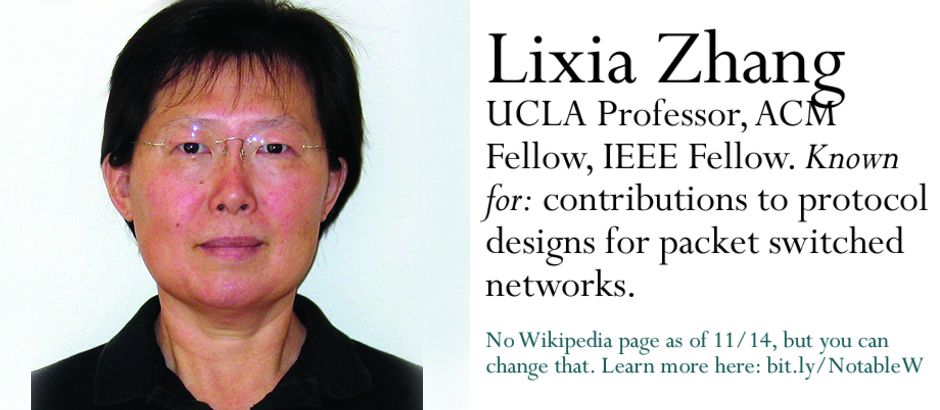 Lixia Zhang
UCLA Professor, ACM
Fellow, IEEE Fellow. Known
for: contributions to protocol
designs for packet switched
networks.
No Wikipedia page as of 11/14, but you can
change that. Learn more here: bit.ly/NotableW